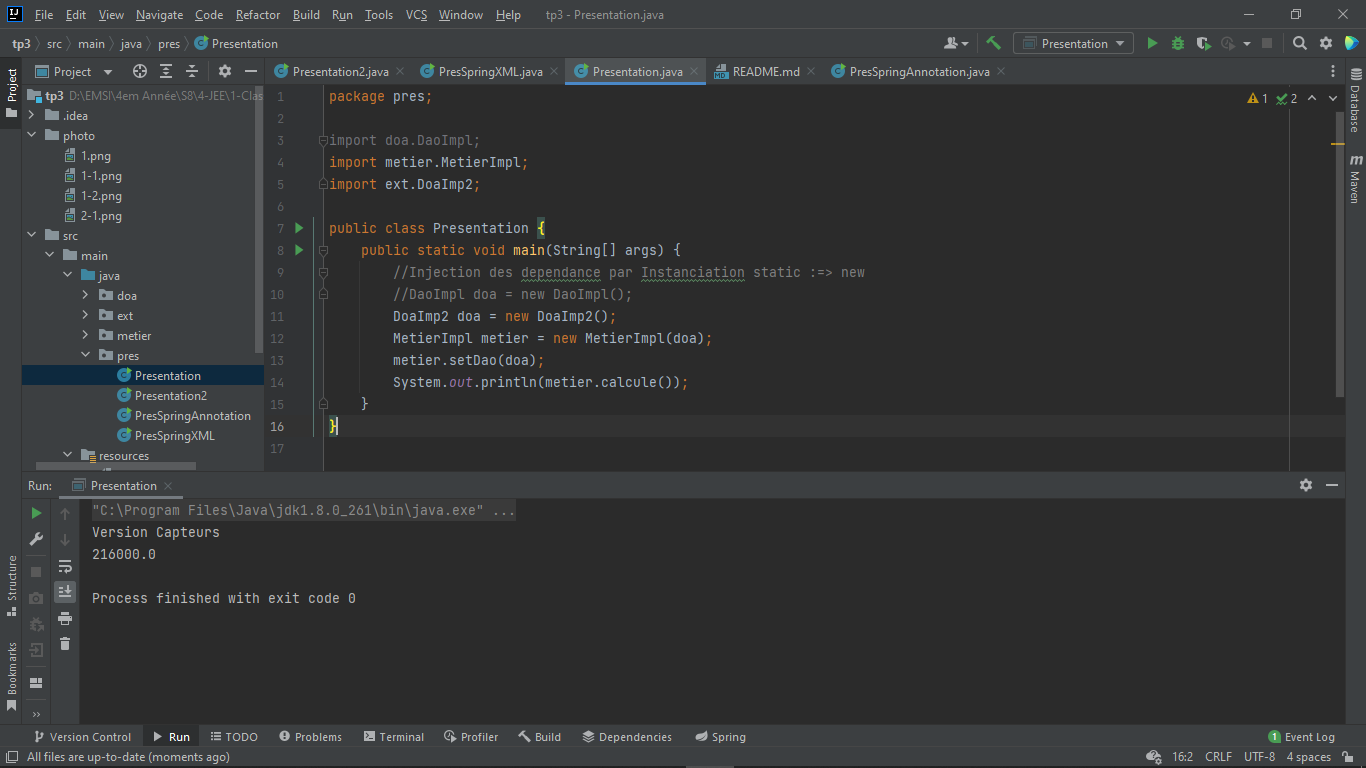 File Edit View Navigate Code Refactor Build Run Tools VCS Window Help tp3 - Presentation.java
tp3 src main java pres Presentation
Presentation
Project
Presentation2.java PresSpringXML.java Presentation.java README.md PresSpringAnnotation.java
Project
Structure
Bookmarks
Database
Maven
tp3 D:\EMSI\4em Année\S8\4-JEE\1-Clas
.idea
photo
1.png
1-1.png
1-2.png
2-1.png
src
main
java
doa
ext
metier
pres
Presentation
Presentation2
PresSpringAnnotation
PresSpringXML
resources
1 2
1 package pres;
2
3 import doa.DaoImpl;
4 import metier.MetierImpl;
5 import ext.DoaImp2;
6
7 public class Presentation {
8 public static void main(String[] args) {
9 //Injection des dependance par Instanciation static :=> new
10 //DaoImpl doa = new DaoImpl();
11 DoaImp2 doa = new DoaImp2();
12 MetierImpl metier = new MetierImpl(doa);
13 metier.setDao(doa);
14 System.out.println(metier.calcule());
15 }
16 }
17
Run: Presentation
"C:\Program Files\Java\jdk1.8.0_261\bin\java.exe" ...
Version Capteurs
216000.0
Process finished with exit code 0
Version Control Run TODO Problems Terminal Profiler Build Dependencies Spring 1 Event Log
All files are up-to-date (moments ago) 16:2 CRLF UTF-8 4 spaces